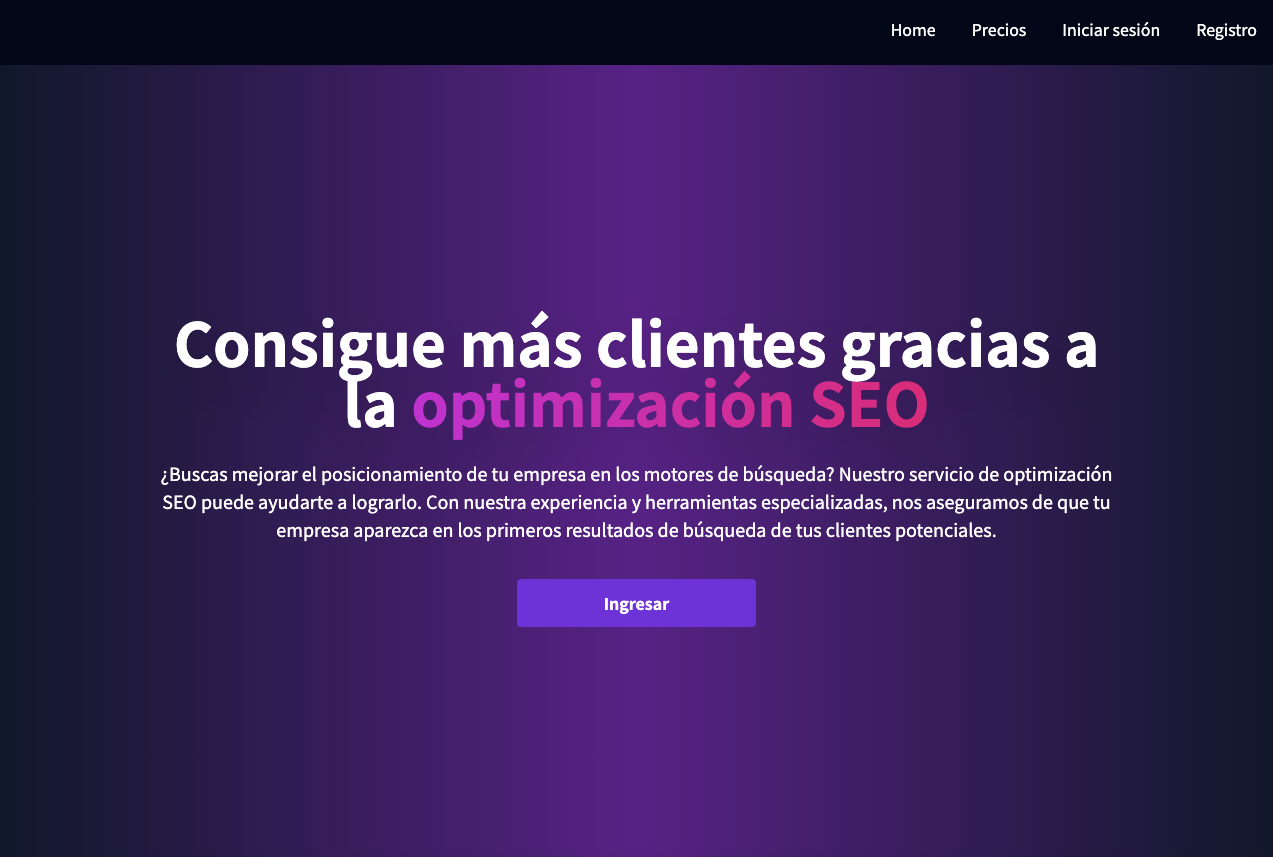 Home Precios Iniciar sesión Registro
Consigue más clientes gracias a
la optimización SEO
¿Buscas mejorar el posicionamiento de tu empresa en los motores de búsqueda? Nuestro servicio de optimización
SEO puede ayudarte a lograrlo. Con nuestra experiencia y herramientas especializadas, nos aseguramos de que tu
empresa aparezca en los primeros resultados de búsqueda de tus clientes potenciales.
Ingresar